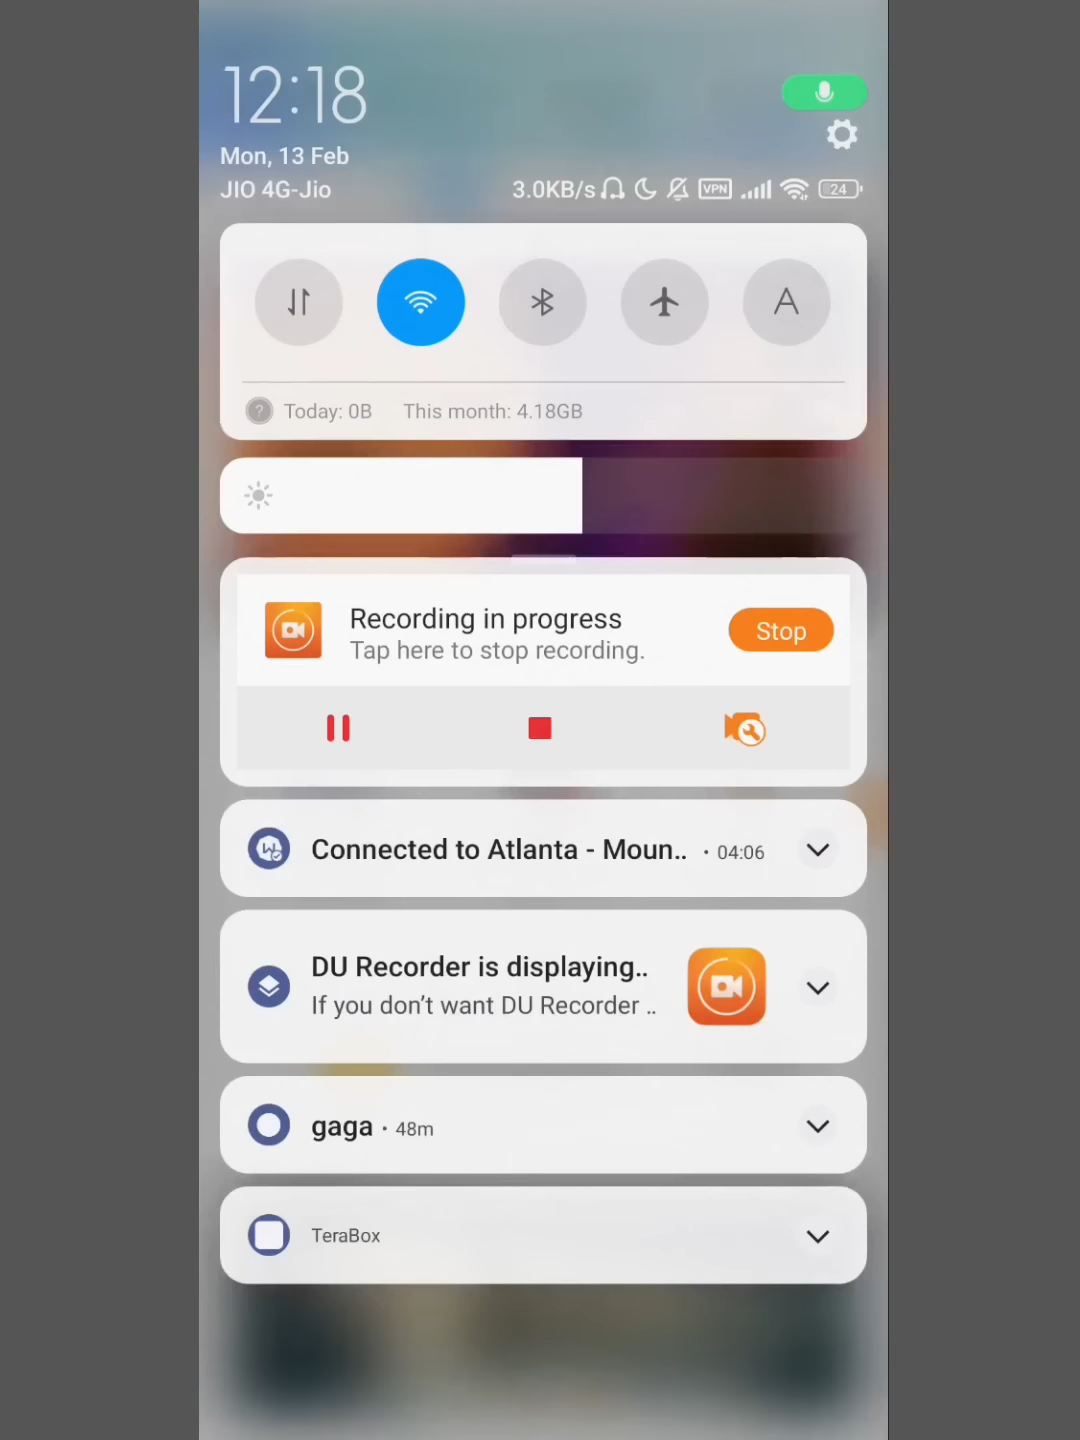 12:18
Mon, 13 Feb
JIO 4G-Jio
3.0KB/s VPN 24
A
? Today: 0B This month: 4.18GB
Recording in progress
Tap here to stop recording.
Stop
Connected to Atlanta - Moun.. • 04:06
DU Recorder is displaying..
If you don’t want DU Recorder ..
gaga • 48m
TeraBox